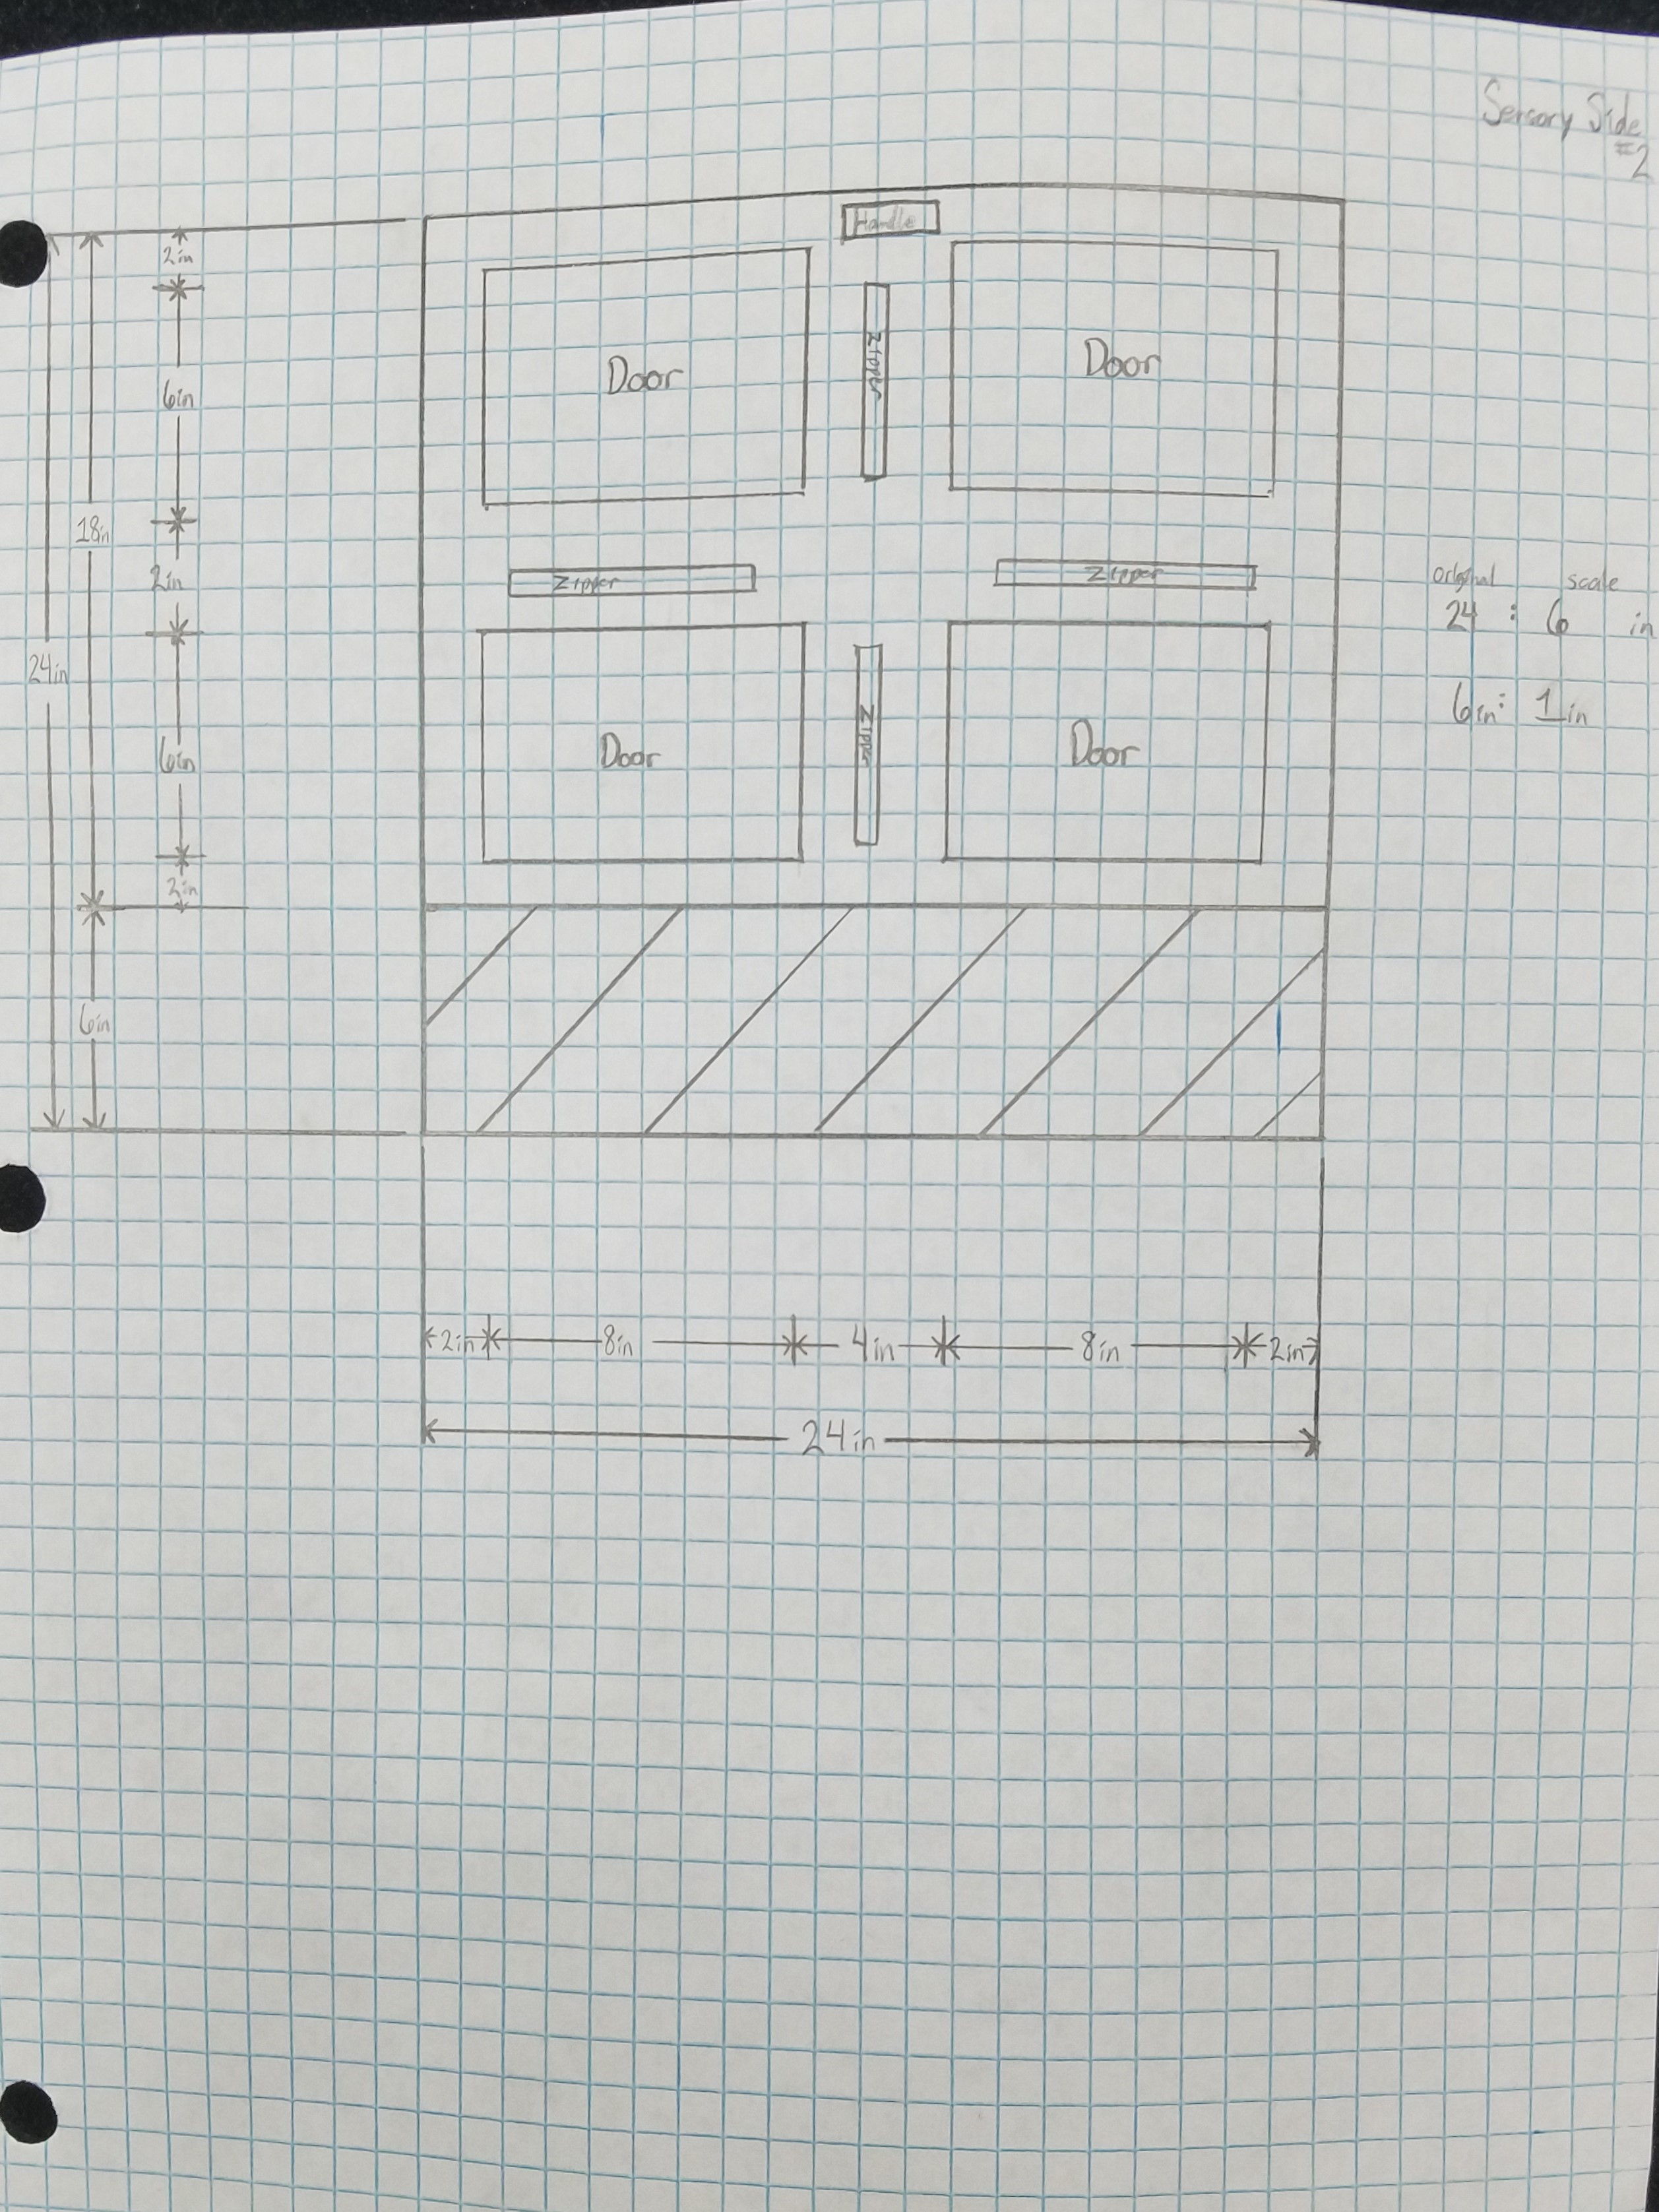 Sensory Side
#2
Handle
2in
Door
Zipper
Door
6in
18in
2in
Zipper
Zipper
original scale
24 : 6 in
24in
6in: 1in
6in
Door
Zipper
Door
2in
6in
2in 8in 4in 8in 2in
24in